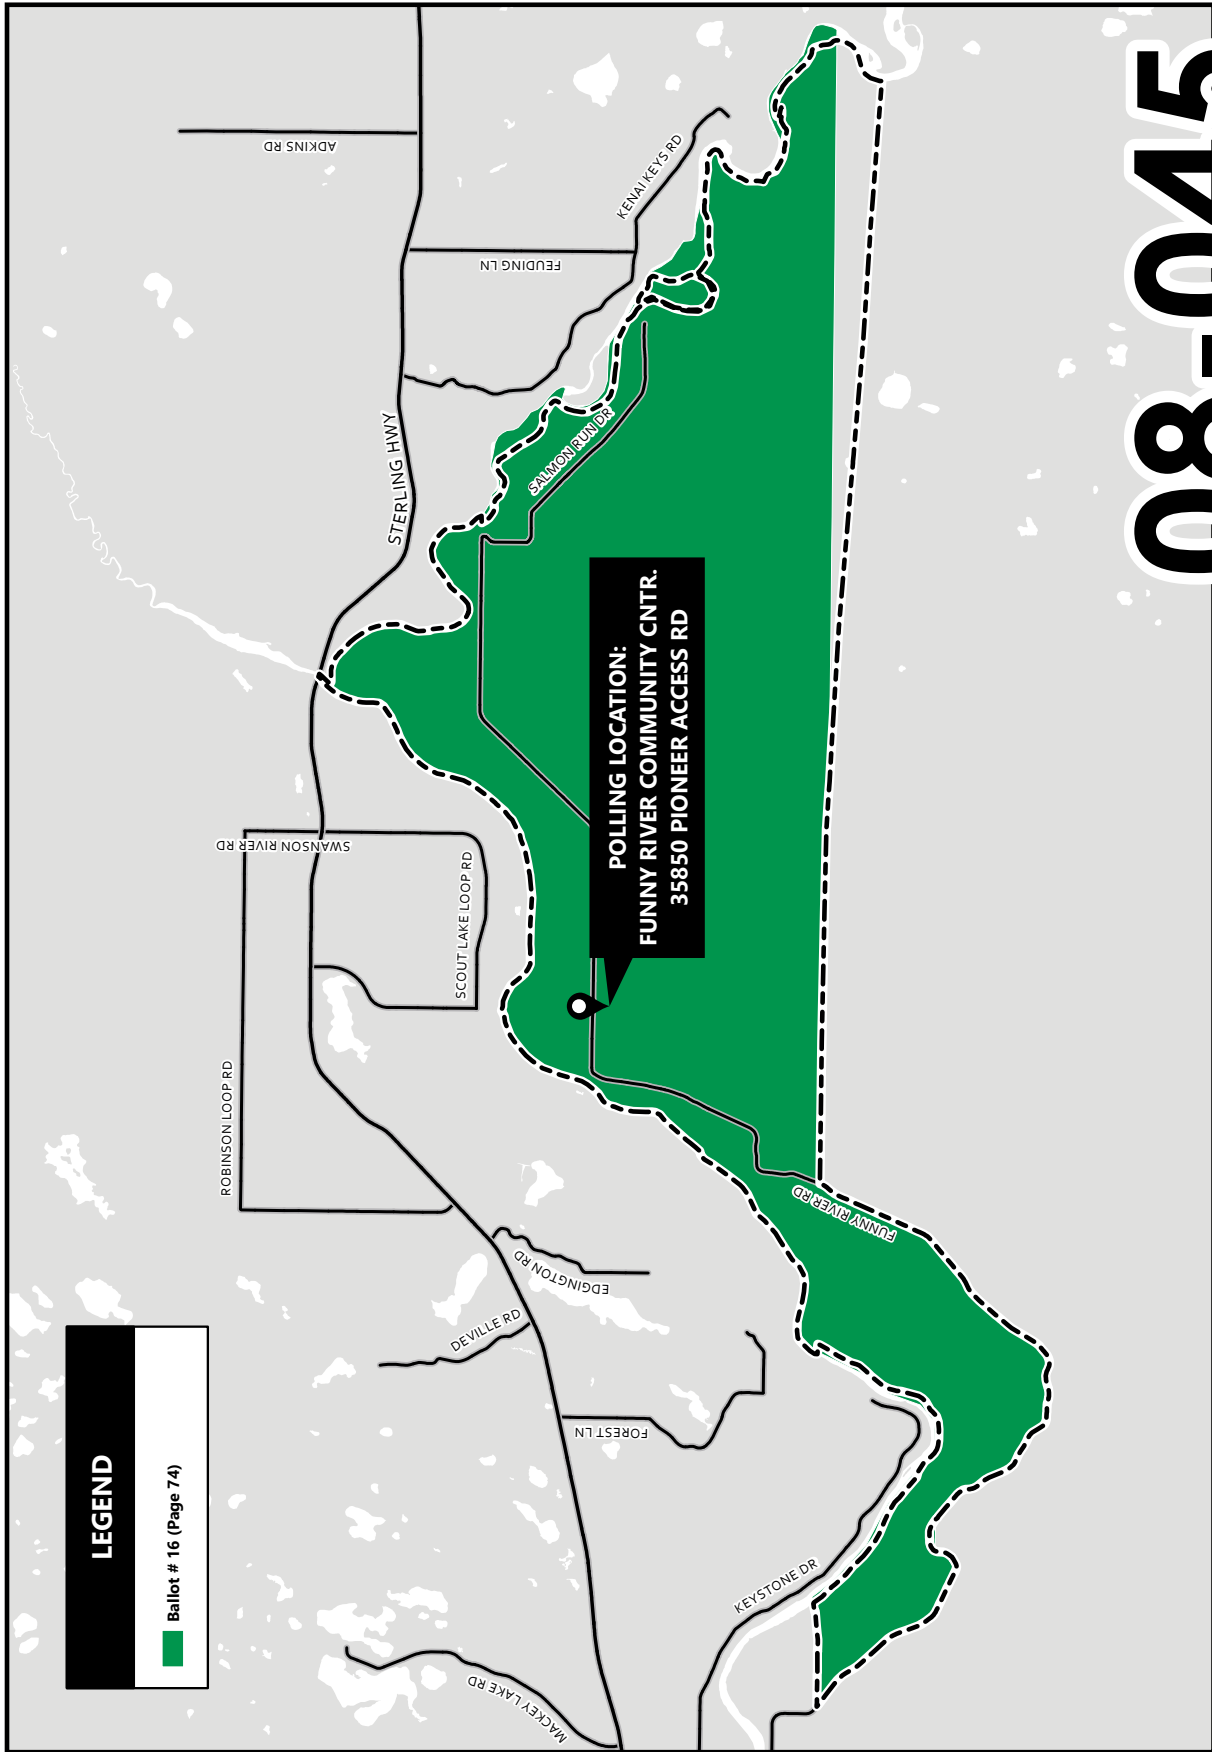 08-045
ADKINS RD
KENAI KEYS RD
FEUDING LN
STERLING HWY
SALMON RUN DR
POLLING LOCATION:
FUNNY RIVER COMMUNITY CNTR.
35850 PIONEER ACCESS RD
SWANSON RIVER RD
SCOUT LAKE LOOP RD
ROBINSON LOOP RD
FUNNY RIVER RD
EDGINGTON RD
DEVILLE RD
FOREST LN
KEYSTONE DR
MACKEY LAKE RD
LEGEND
Ballot # 16 (Page 74)